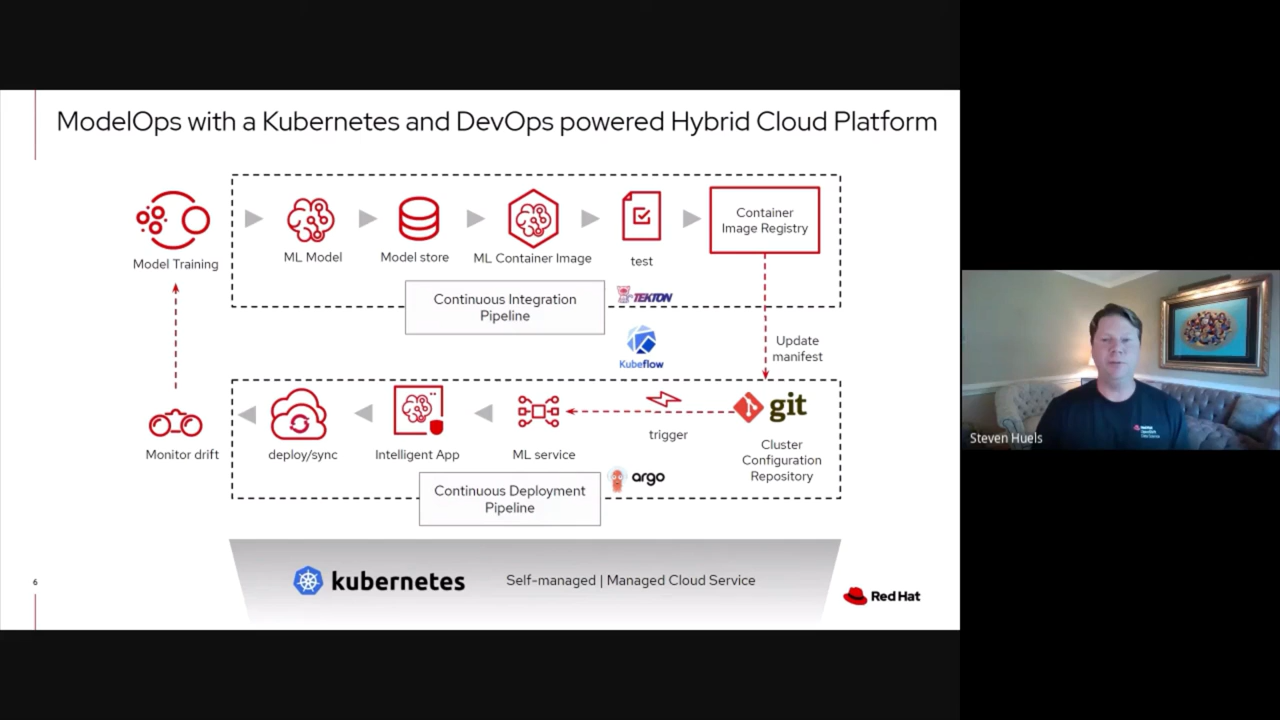 ModelOps with a Kubernetes and DevOps powered Hybrid Cloud Platform
Model Training
ML Model
Model store
ML Container Image
test
Container
Image Registry
Continuous Integration
Pipeline
TEKTON
Kubeflow
Update
manifest
Monitor drift
deploy/sync
Intelligent App
ML service
trigger
git
Cluster
Configuration
Repository
argo
Continuous Deployment
Pipeline
kubernetes
Self-managed | Managed Cloud Service
6
Red Hat
Steven Huels